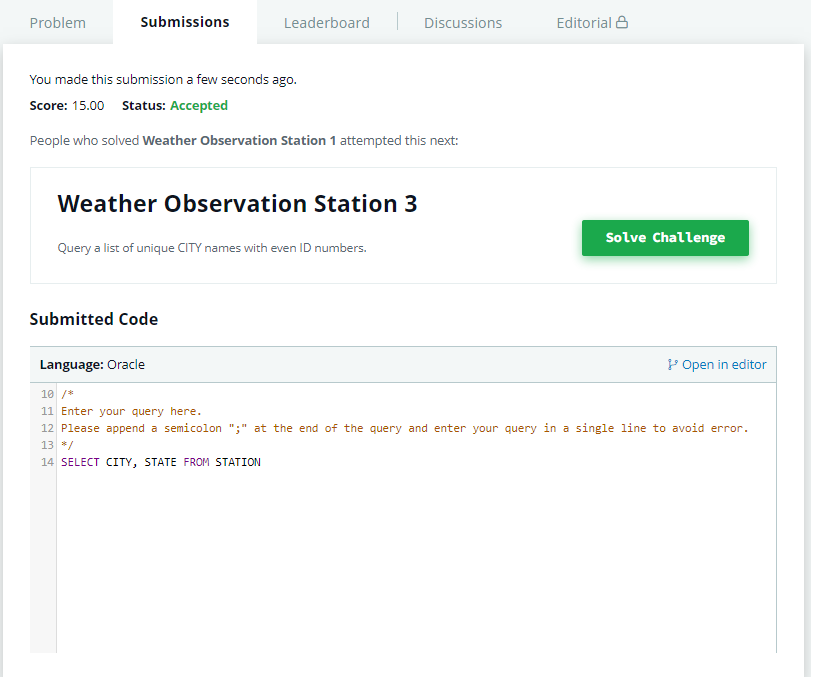 Problem Submissions Leaderboard Discussions Editorial
You made this submission a few seconds ago.
Score: 15.00 Status: Accepted
People who solved Weather Observation Station 1 attempted this next:
Weather Observation Station 3
Solve Challenge
Query a list of unique CITY names with even ID numbers.
Submitted Code
Language: Oracle Open in editor
10 /*
11 Enter your query here.
12 Please append a semicolon ";" at the end of the query and enter your query in a single line to avoid error.
13 */
14 SELECT CITY, STATE FROM STATION